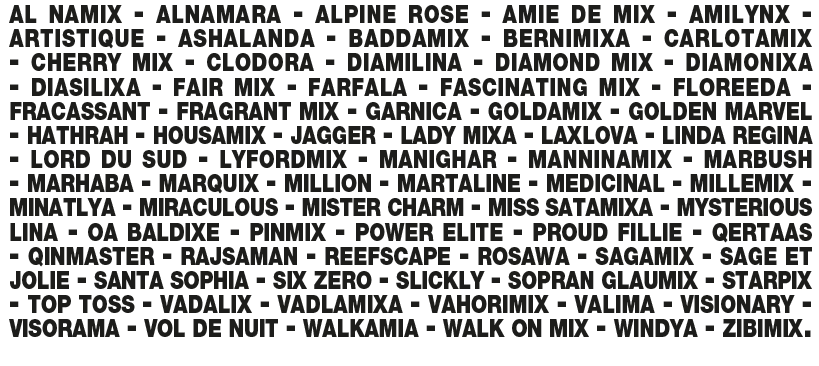 AL NAMIX - ALNAMARA - ALPINE ROSE - AMIE DE MIX - AMILYNX -
ARTISTIQUE - ASHALANDA - BADDAMIX - BERNIMIXA - CARLOTAMIX
- CHERRY MIX - CLODORA - DIAMILINA - DIAMOND MIX - DIAMONIXA
- DIASILIXA - FAIR MIX - FARFALA - FASCINATING MIX - FLOREEDA -
FRACASSANT - FRAGRANT MIX - GARNICA - GOLDAMIX - GOLDEN MARVEL
- HATHRAH - HOUSAMIX - JAGGER - LADY MIXA - LAXLOVA - LINDA REGINA
- LORD DU SUD - LYFORDMIX - MANIGHAR - MANNINAMIX - MARBUSH
- MARHABA - MARQUIX - MILLION - MARTALINE - MEDICINAL - MILLEMIX -
MINATLYA - MIRACULOUS - MISTER CHARM - MISS SATAMIXA - MYSTERIOUS
LINA - OA BALDIXE - PINMIX - POWER ELITE - PROUD FILLIE - QERTAAS
- QINMASTER - RAJSAMAN - REEFSCAPE - ROSAWA - SAGAMIX - SAGE ET
JOLIE - SANTA SOPHIA - SIX ZERO - SLICKLY - SOPRAN GLAUMIX - STARPIX
- TOP TOSS - VADALIX - VADLAMIXA - VAHORIMIX - VALIMA - VISIONARY -
VISORAMA - VOL DE NUIT - WALKAMIA - WALK ON MIX - WINDYA - ZIBIMIX.